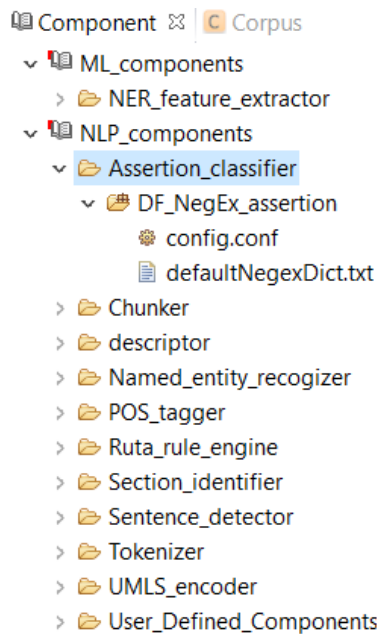 Component C Corpus
ML_components
NER_feature_extractor
NLP_components
Assertion_classifier
DF_NegEx_assertion
config.conf
defaultNegexDict.txt
Chunker
descriptor
Named_entity_recogizer
POS_tagger
Ruta_rule_engine
Section_identifier
Sentence_detector
Tokenizer
UMLS_encoder
User_Defined_Components